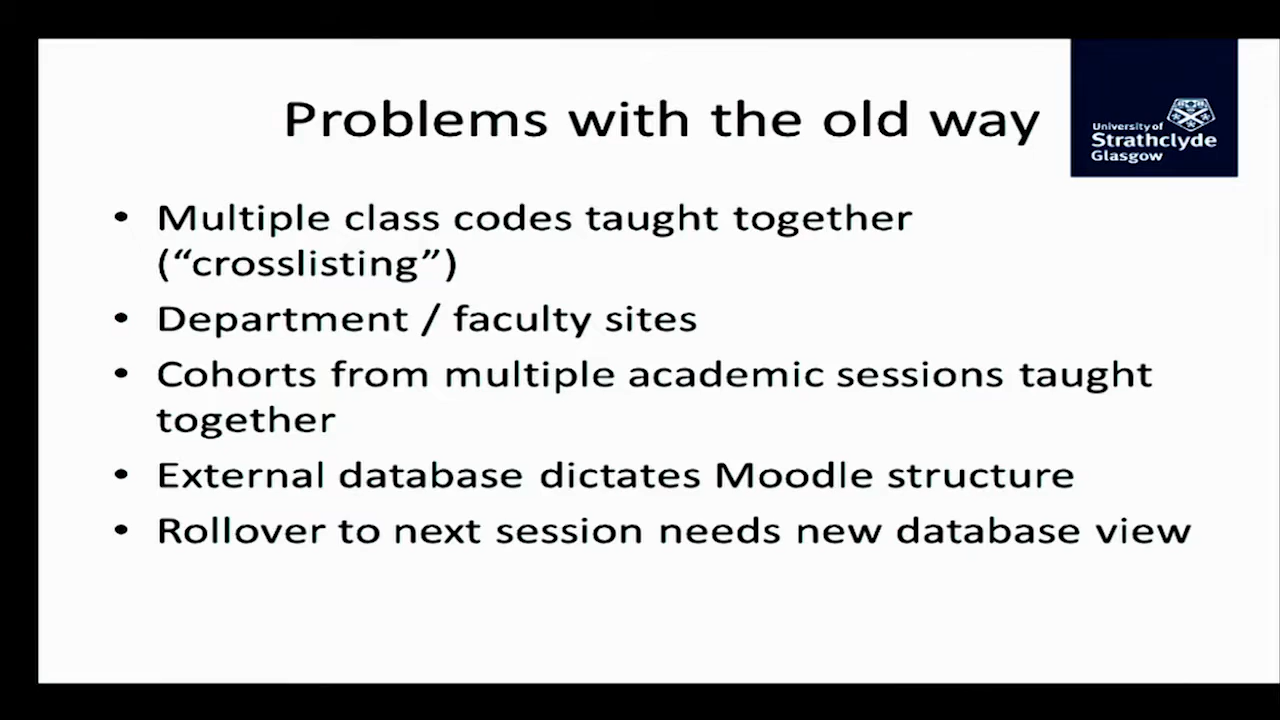 Problems with the old way
University of
Strathclyde
Glasgow
• Multiple class codes taught together
(“crosslisting”)
• Department / faculty sites
• Cohorts from multiple academic sessions taught
together
• External database dictates Moodle structure
• Rollover to next session needs new database view